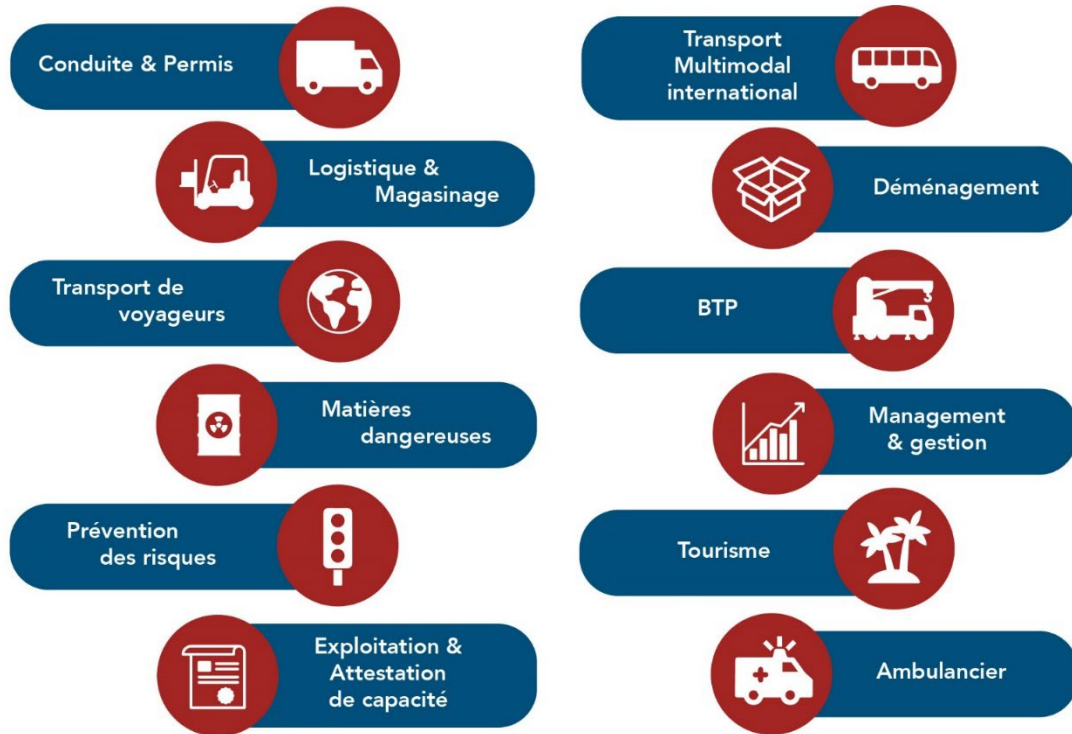 Conduite & Permis
Logistique &
Magasinage
Transport de
voyageurs
Matières
dangereuses
Prévention
des risques
Exploitation &
Attestation
de capacité
Transport
Multimodal
international
Déménagement
BTP
Management
& gestion
Tourisme
Ambulancier